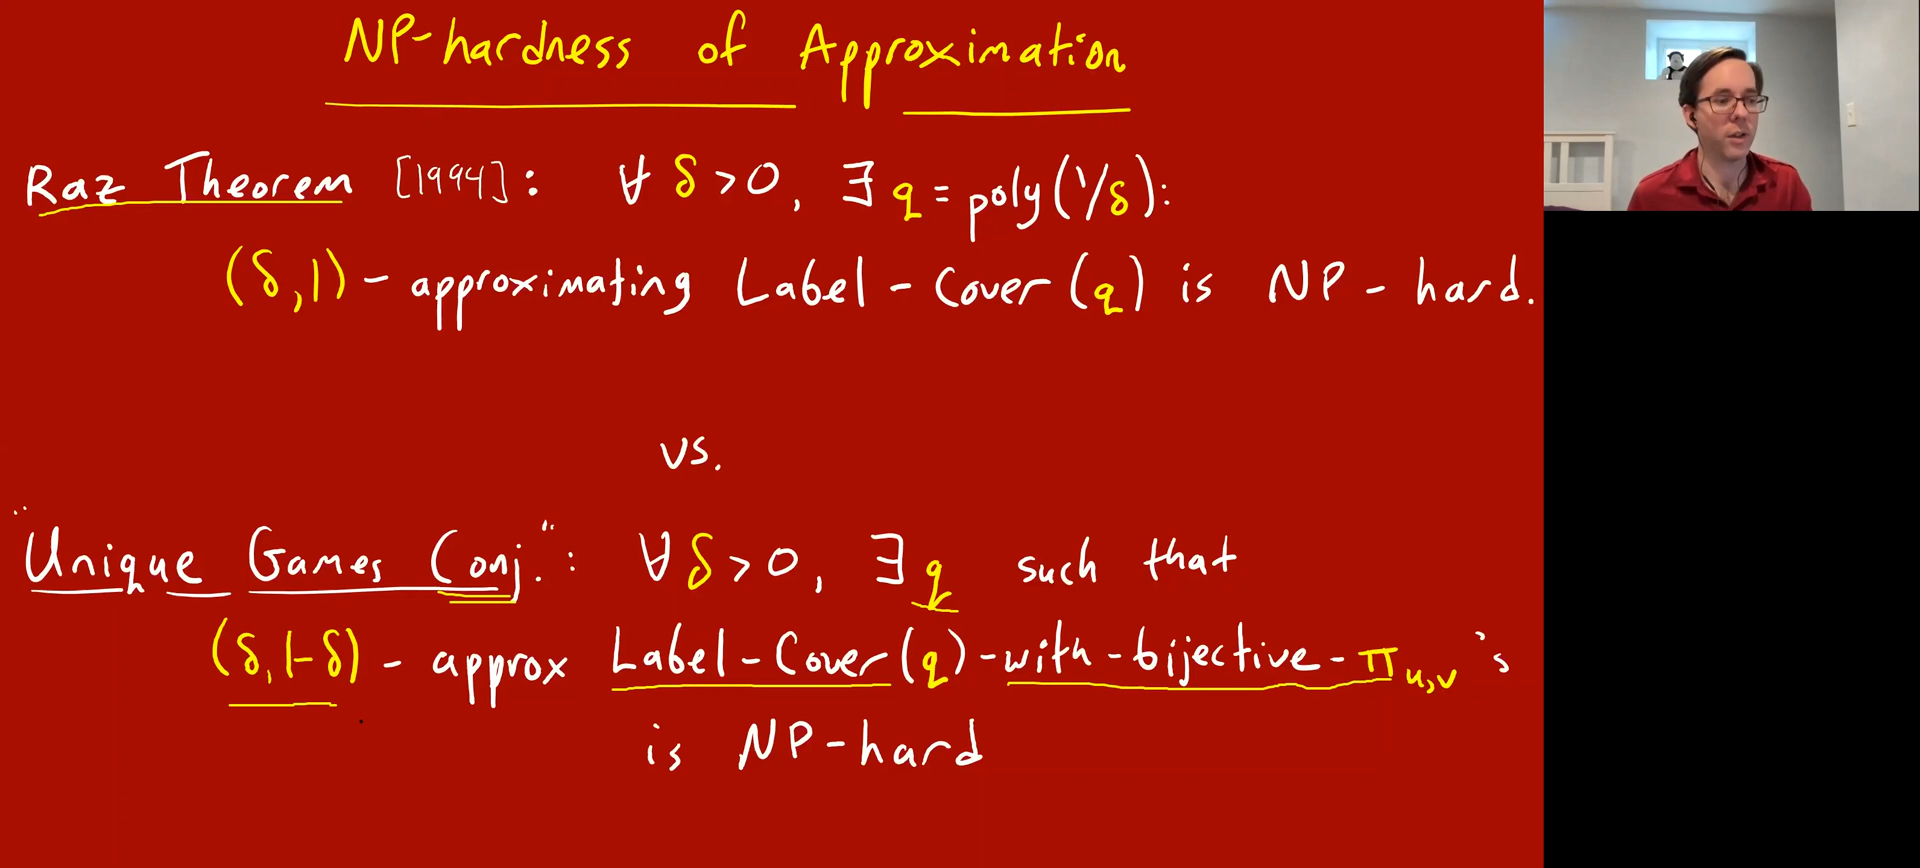 NP-hardness of Approximation
Raz Theorem [1994]: ∀ δ > 0, ∃ q = poly(1/δ):
(δ,1) - approximating Label - Cover(q) is NP - hard.
vs.
"Unique Games Conj.": ∀ δ > 0, ∃ q such that
(δ,1-δ) - approx Label - Cover(q) - with - bijective - π_{u,v}'s
is NP-hard